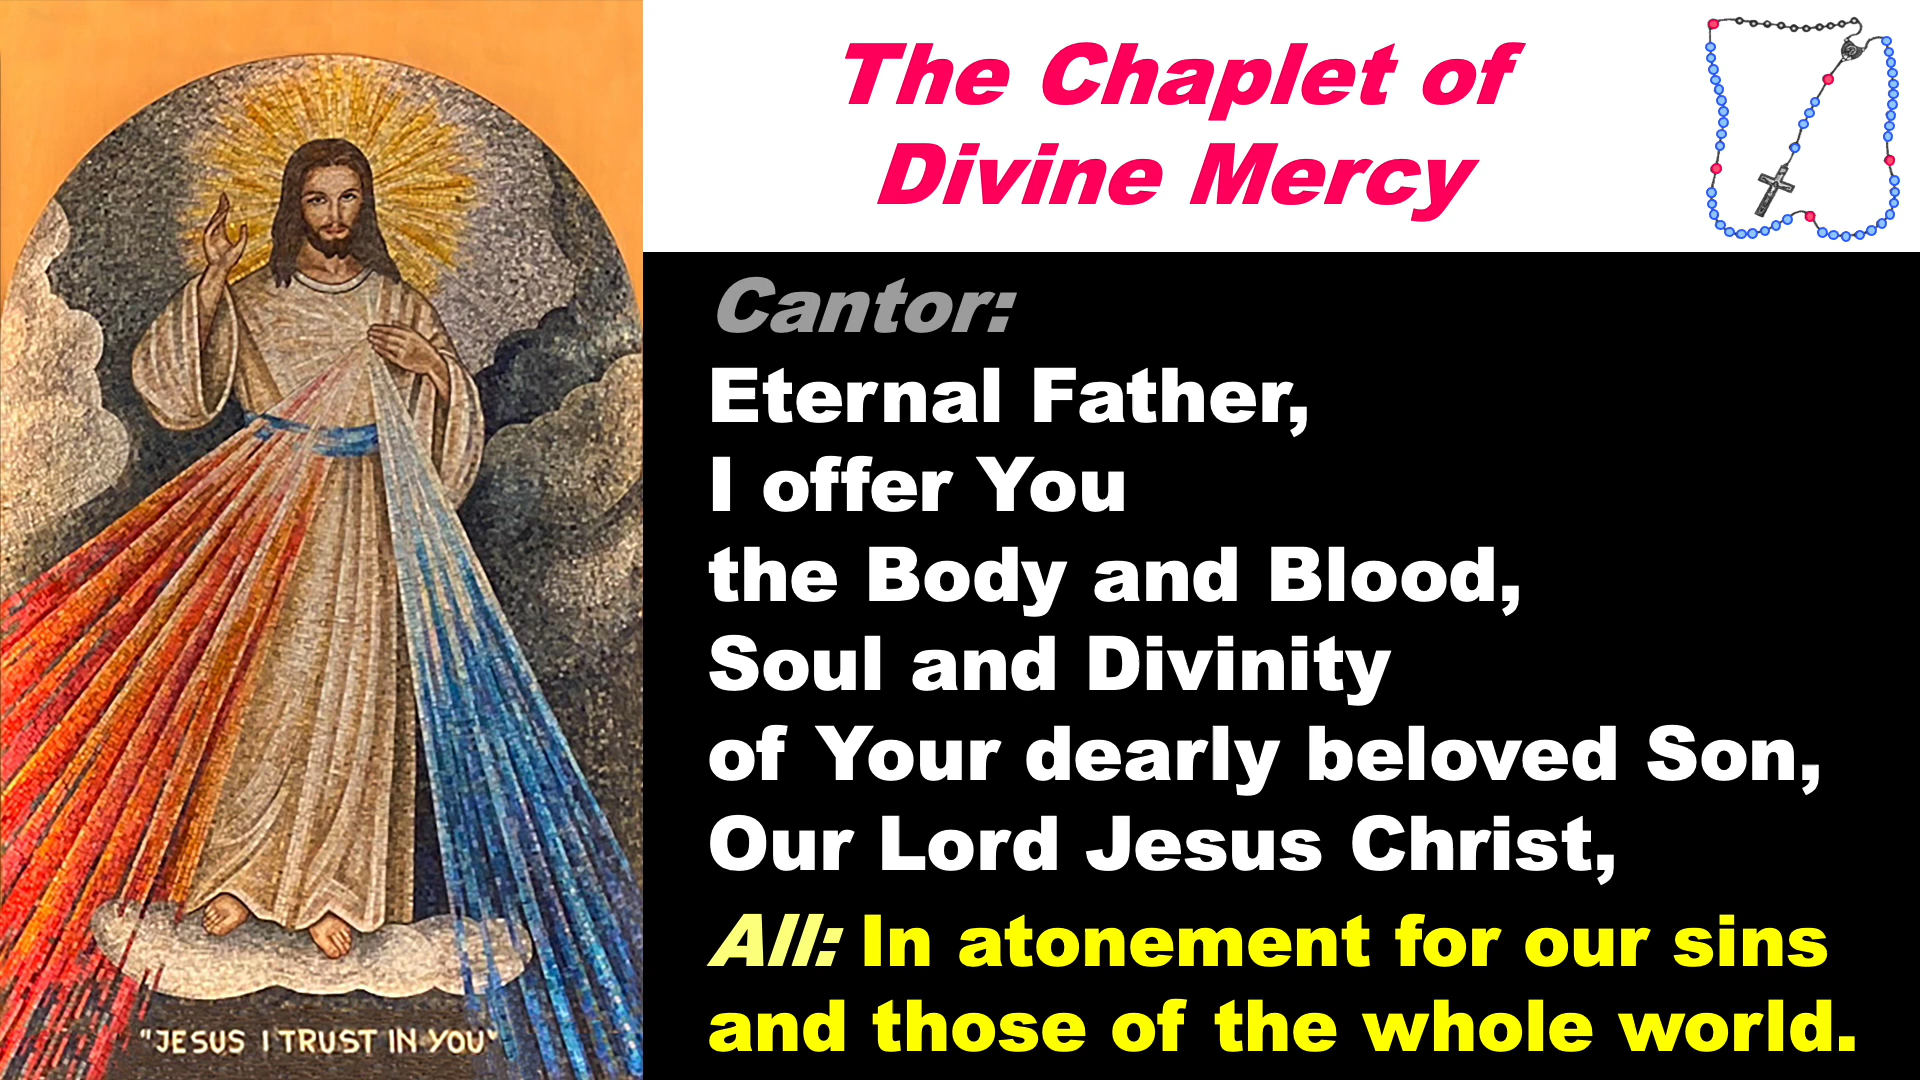 The Chaplet of
Divine Mercy
Cantor:
Eternal Father,
I offer You
the Body and Blood,
Soul and Divinity
of Your dearly beloved Son,
Our Lord Jesus Christ,
All: In atonement for our sins
and those of the whole world.
"JESUS I TRUST IN YOU"